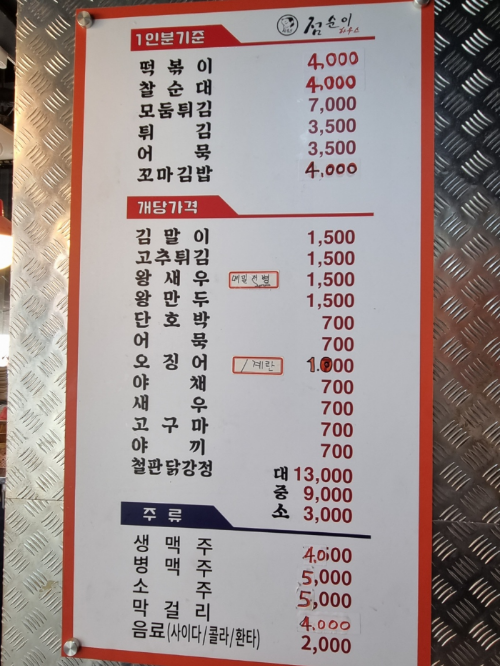 점순이
1인분기준
떡볶이 4,000
찰순대 4,000
모둠튀김 7,000
튀김 3,500
어묵 3,500
꼬마김밥 4,000
개당가격
김말이 1,500
고추튀김 1,500
왕새우 1,500
왕만두 1,500
단호박 700
어묵 700
오징어 /계란
야채 700
새우 700
고구마 700
야끼 700
철판닭강정 대 13,000
중 9,000
소 3,000
주류
생맥주
병맥주 5,000
소주 5,000
막걸리 4.000
음료(사이다/콜라/환타) 2,000